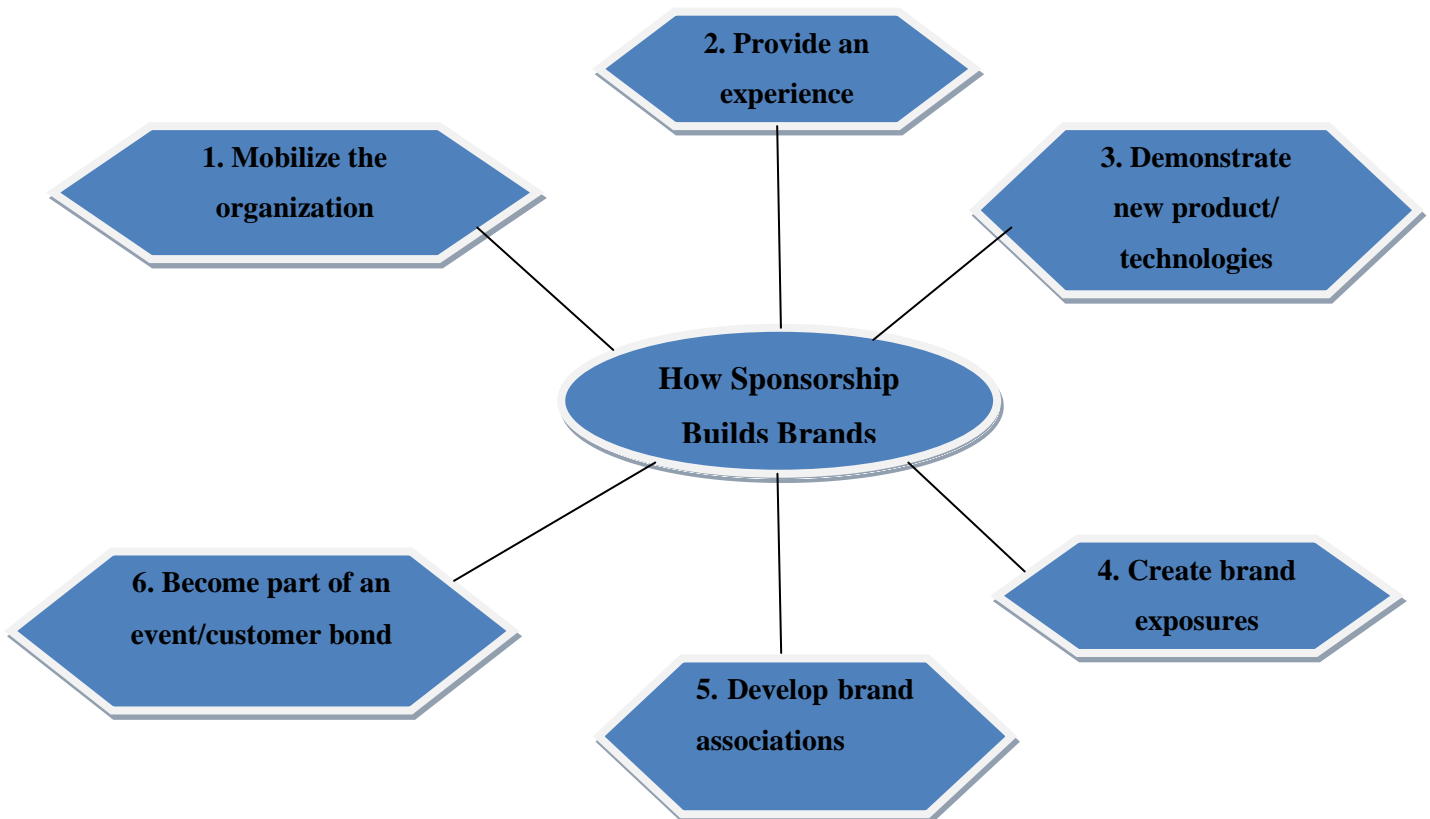 1. Mobilize the
organization
2. Provide an
experience
3. Demonstrate
new product/
technologies
How Sponsorship
Builds Brands
4. Create brand
exposures
5. Develop brand
associations
6. Become part of an
event/customer bond